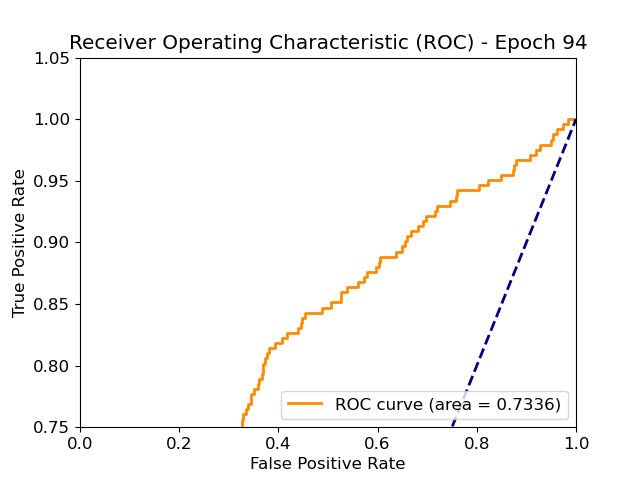 Receiver Operating Characteristic (ROC) - Epoch 94
True Positive Rate
1.05
1.00
0.95
0.90
0.85
0.80
0.75
ROC curve (area = 0.7336)
0.0 0.2 0.4 0.6 0.8 1.0
False Positive Rate